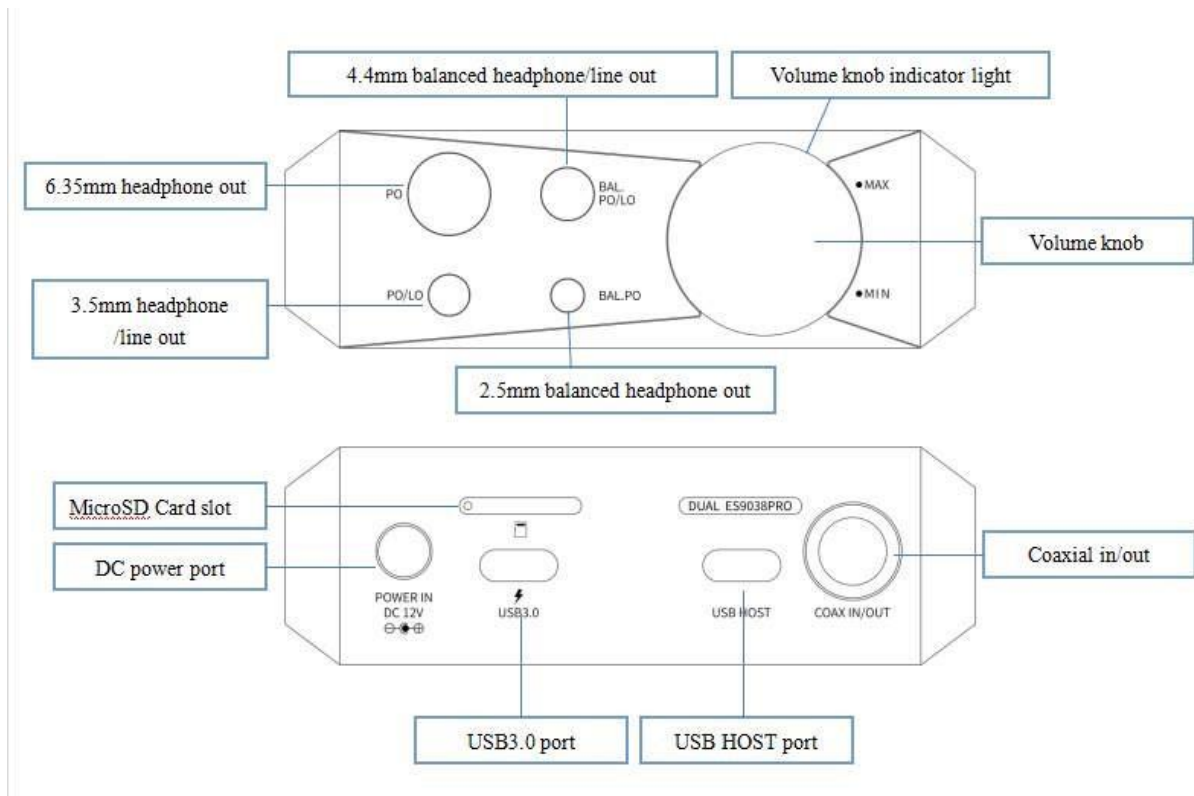 4.4mm balanced headphone/line out
Volume knob indicator light
6.35mm headphone out
PO
BAL.
PO/LO
MAX
Volume knob
3.5mm headphone
/line out
PO/LO
BAL.PO
MIN
2.5mm balanced headphone out
MicroSD Card slot
DUAL ES9038PRO
DC power port
Coaxial in/out
POWER IN
DC 12V
USB3.0
USB HOST
COAX IN/OUT
USB3.0 port
USB HOST port